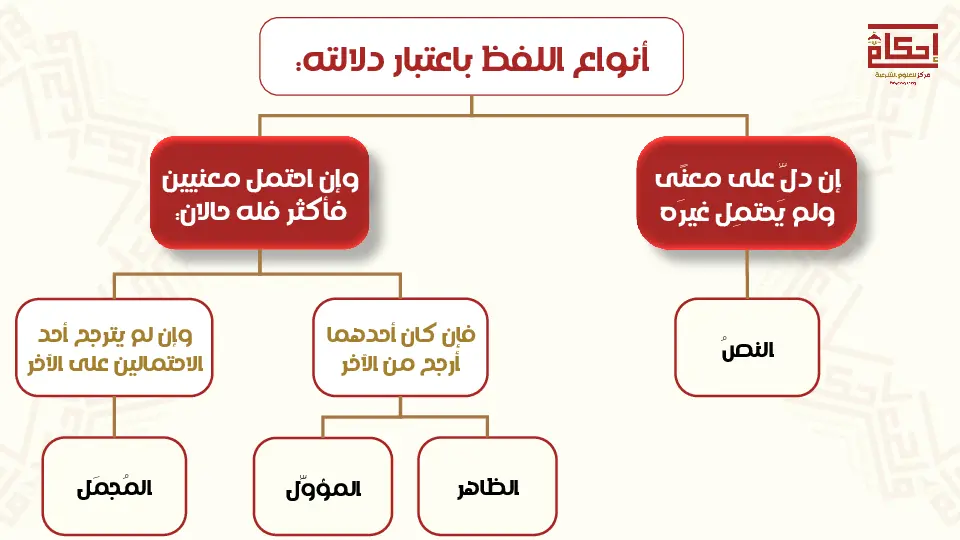 أنواع اللفظ باعتبار دلالته:
إحكام
مركز للعلوم الشرعية
إن دلَّ على معنًى
ولم يَحتمِل غيرَه
وإن احتمل معنيين
فأكثر فله حالان:
النصُ
فإن كان أحدهما
أرجح من الآخر
وإن لم يترجح أحد
الاحتمالين على الآخر
الظاهر
المؤوَّل
المُجمَل